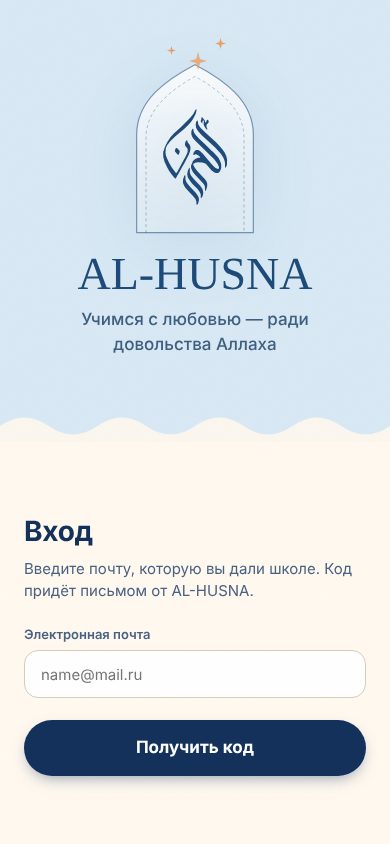 AL-HUSNA
Учимся с любовью — ради
довольства Аллаха
Вход
Введите почту, которую вы дали школе. Код
придёт письмом от AL-HUSNA.
Электронная почта
name@mail.ru
Получить код